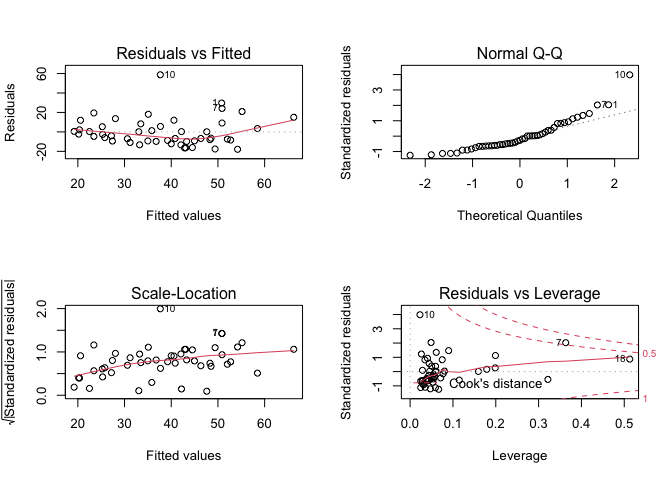 Residuals vs Fitted
Residuals
60
20
-20
10
1
7
20 30 40 50 60
Fitted values
Normal Q-Q
Standardized residuals
3
1
-1
10
7 1
-2 -1 0 1 2
Theoretical Quantiles
Scale-Location
√|Standardized residuals|
2.0
1.0
0.0
10
20 30 40 50 60
Fitted values
Residuals vs Leverage
Standardized residuals
3
1
-1
10
7
18
0.5
1
Cook's distance
0.0 0.1 0.2 0.3 0.4 0.5
Leverage